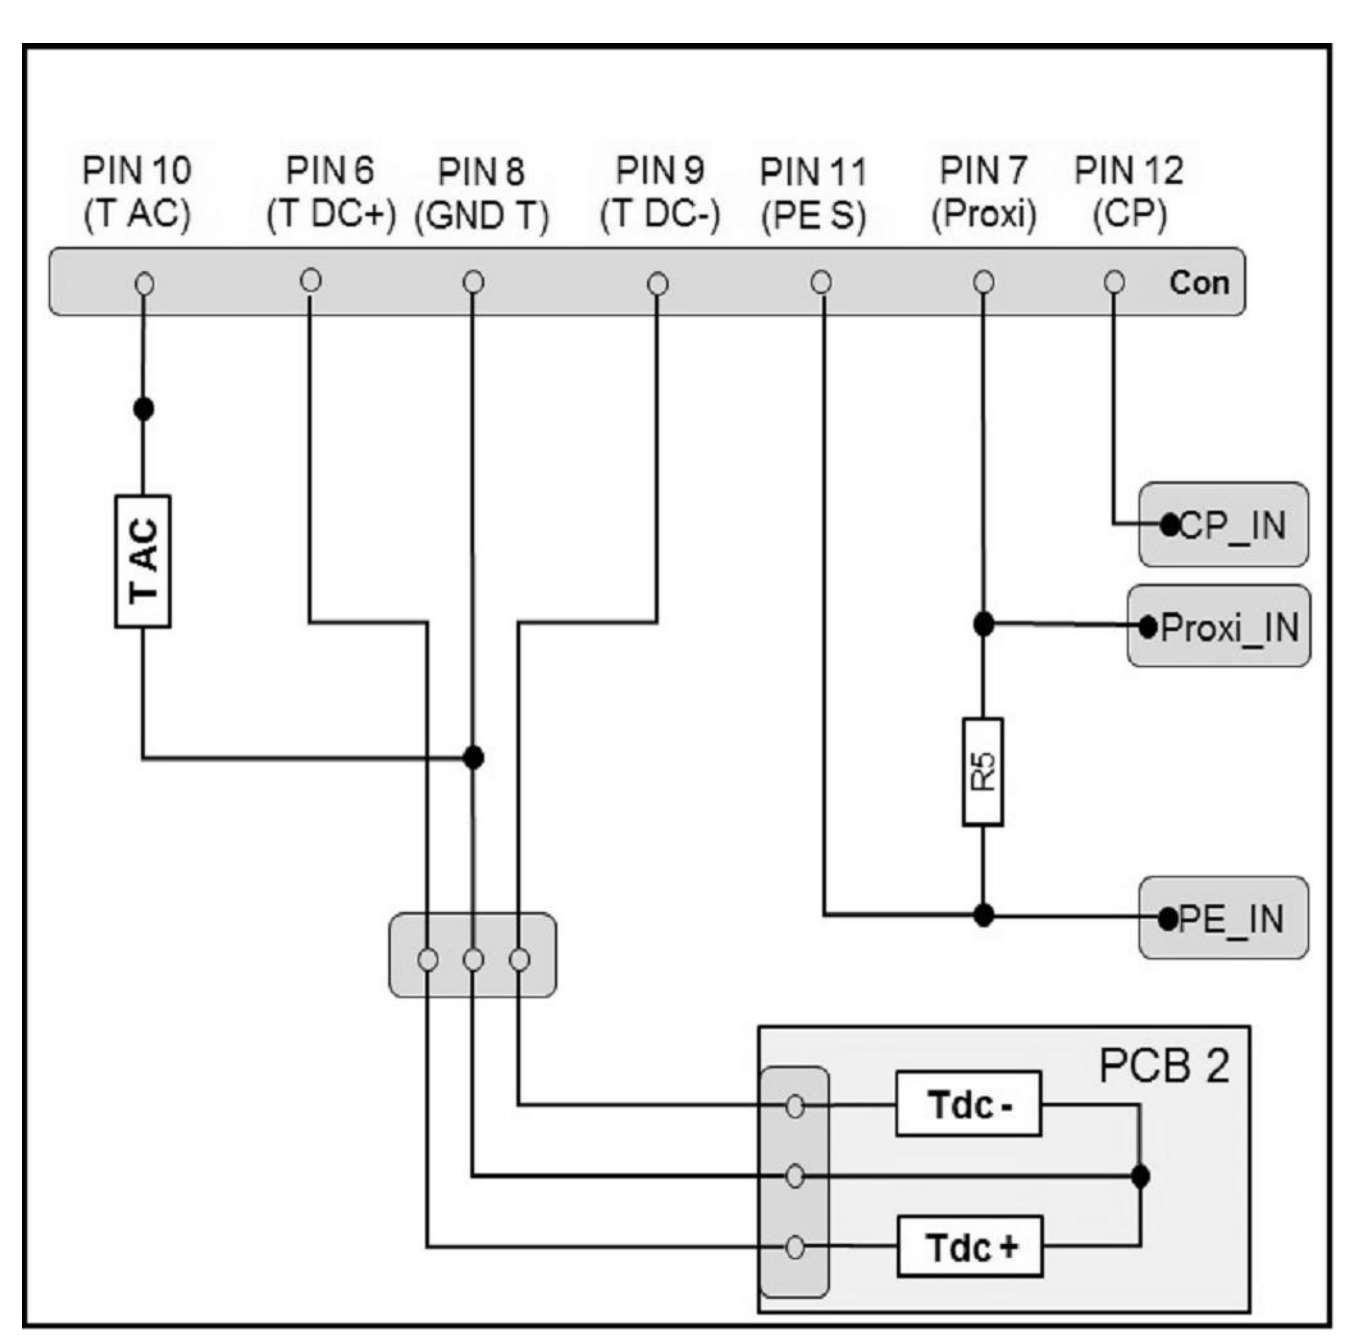 PIN 10
(T AC)
PIN 6
(T DC+)
PIN 8
(GND T)
PIN 9
(T DC-)
PIN 11
(PE S)
PIN 7
(Proxi)
PIN 12
(CP)
Con
T AC
CP_IN
Proxi_IN
R5
PE_IN
PCB 2
Tdc -
Tdc +